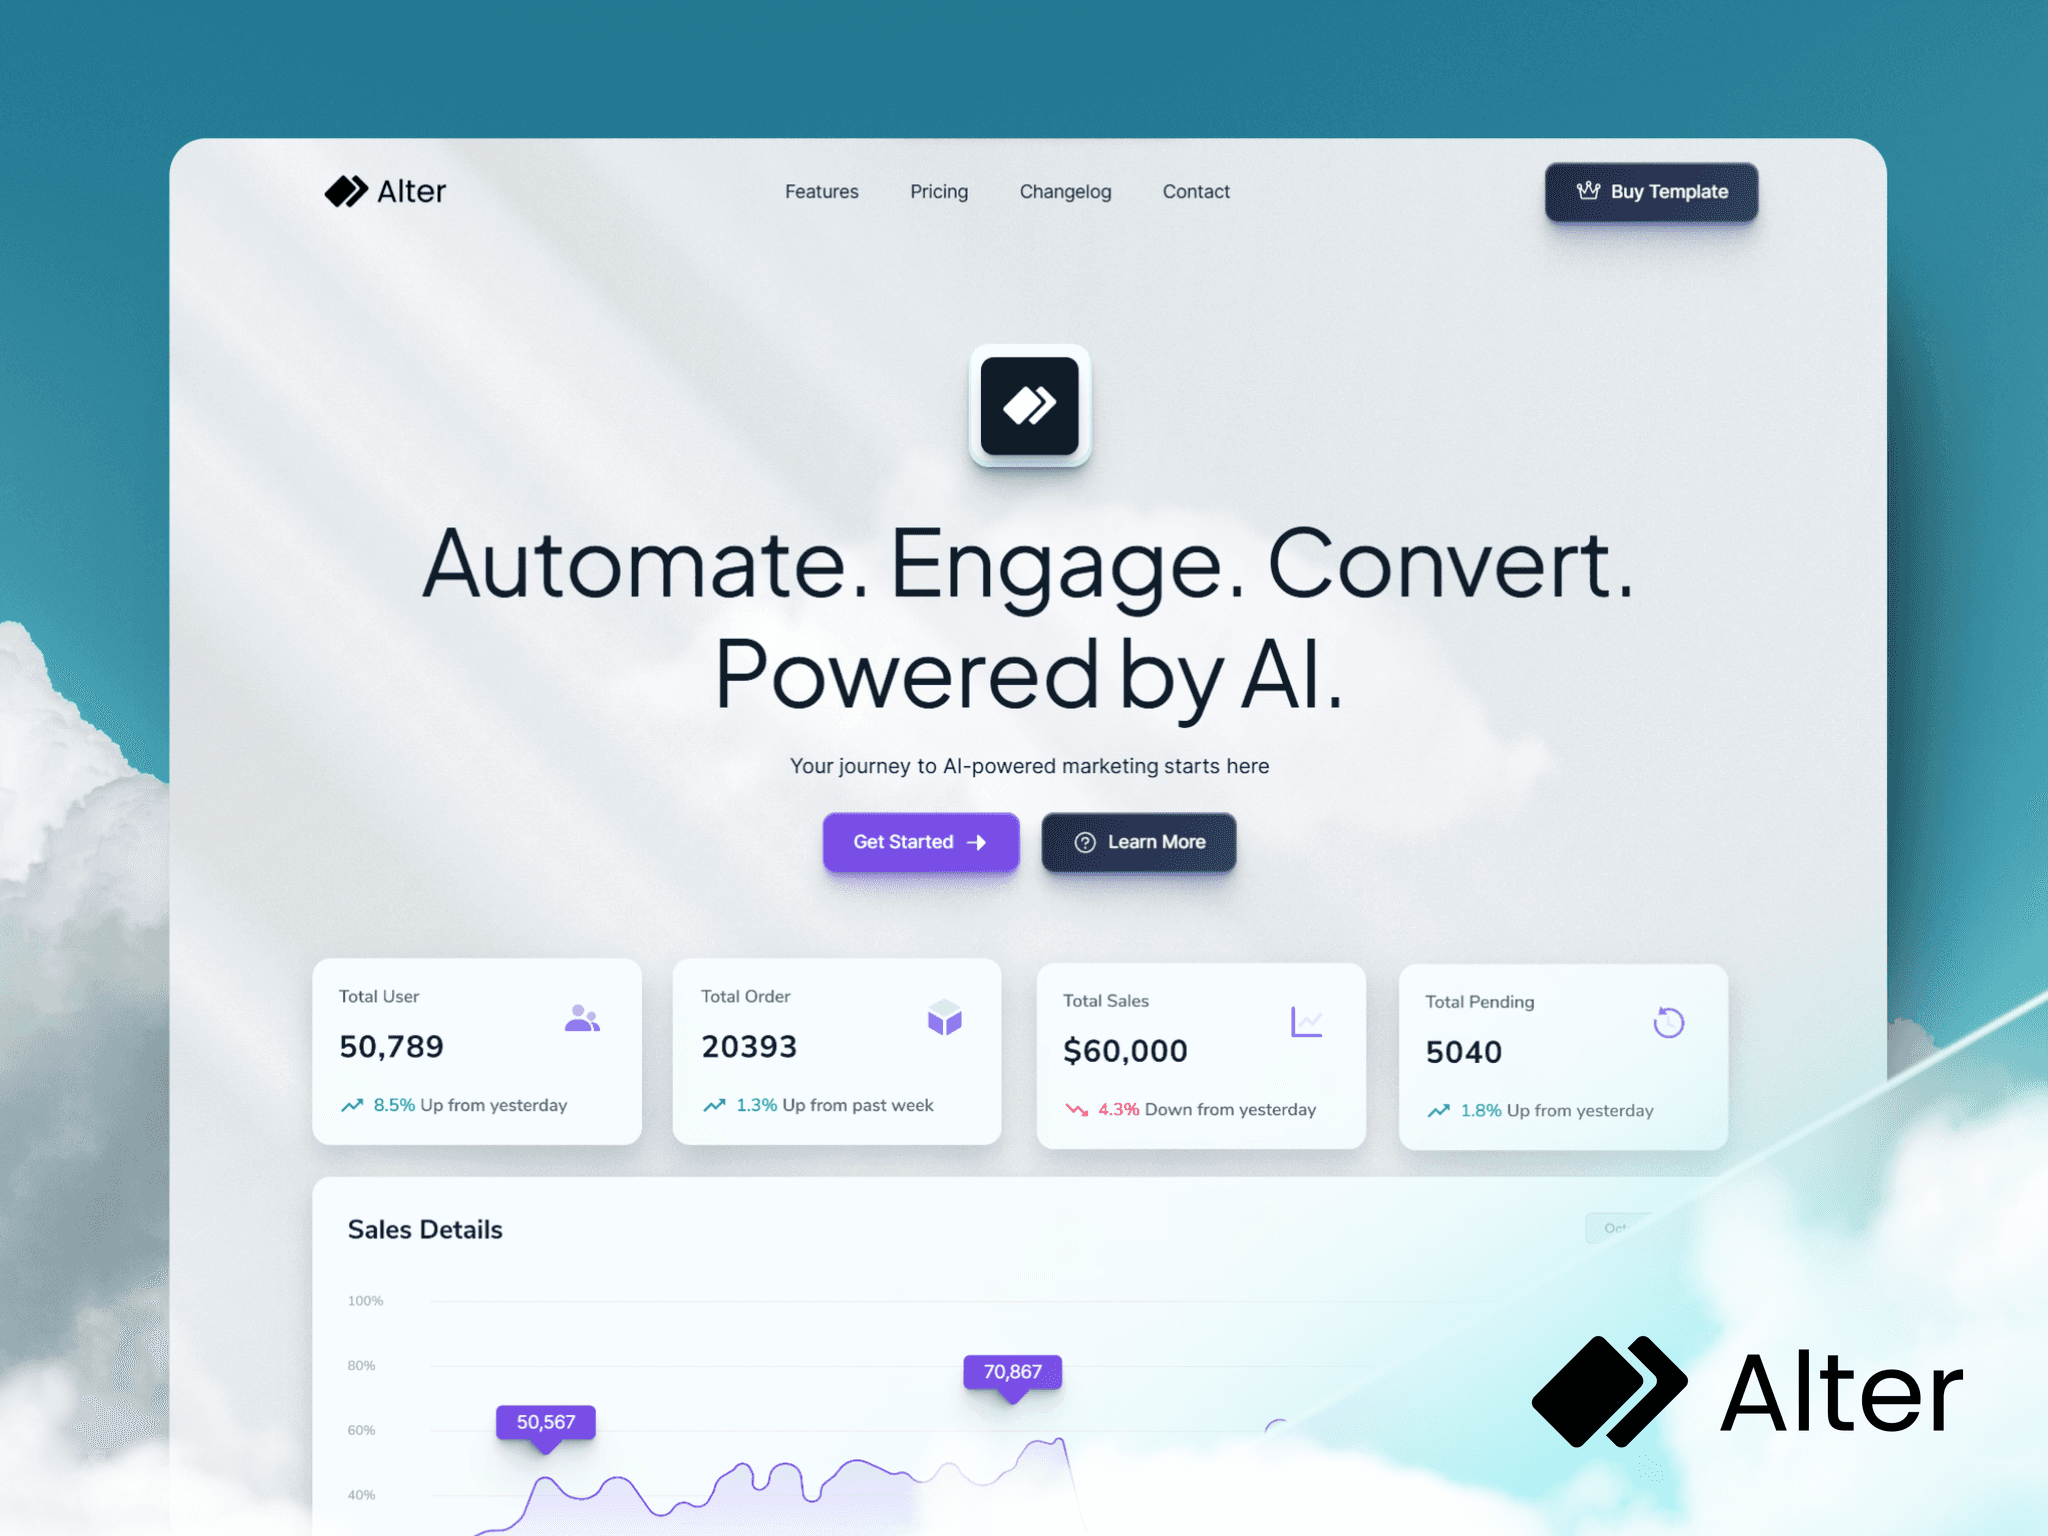 Alter
Features Pricing Changelog Contact
Buy Template
Automate. Engage. Convert.
Powered by AI.
Your journey to AI-powered marketing starts here
Get Started
Learn More
Total User
50,789
8.5% Up from yesterday
Total Order
20393
1.3% Up from past week
Total Sales
$60,000
4.3% Down from yesterday
Total Pending
5040
1.8% Up from yesterday
Sales Details
100%
80%
60%
40%
50,567
70,867
Alter